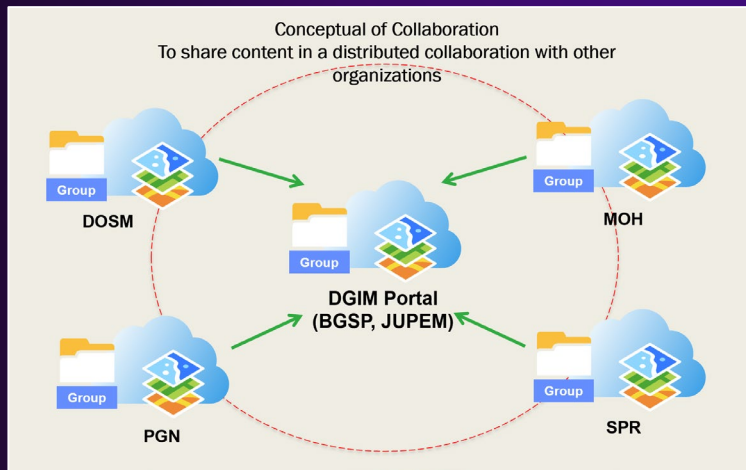 Conceptual of Collaboration
To share content in a distributed collaboration with other
organizations
Group
DOSM
Group
MOH
Group
DGIM Portal
(BGSP, JUPEM)
Group
PGN
Group
SPR